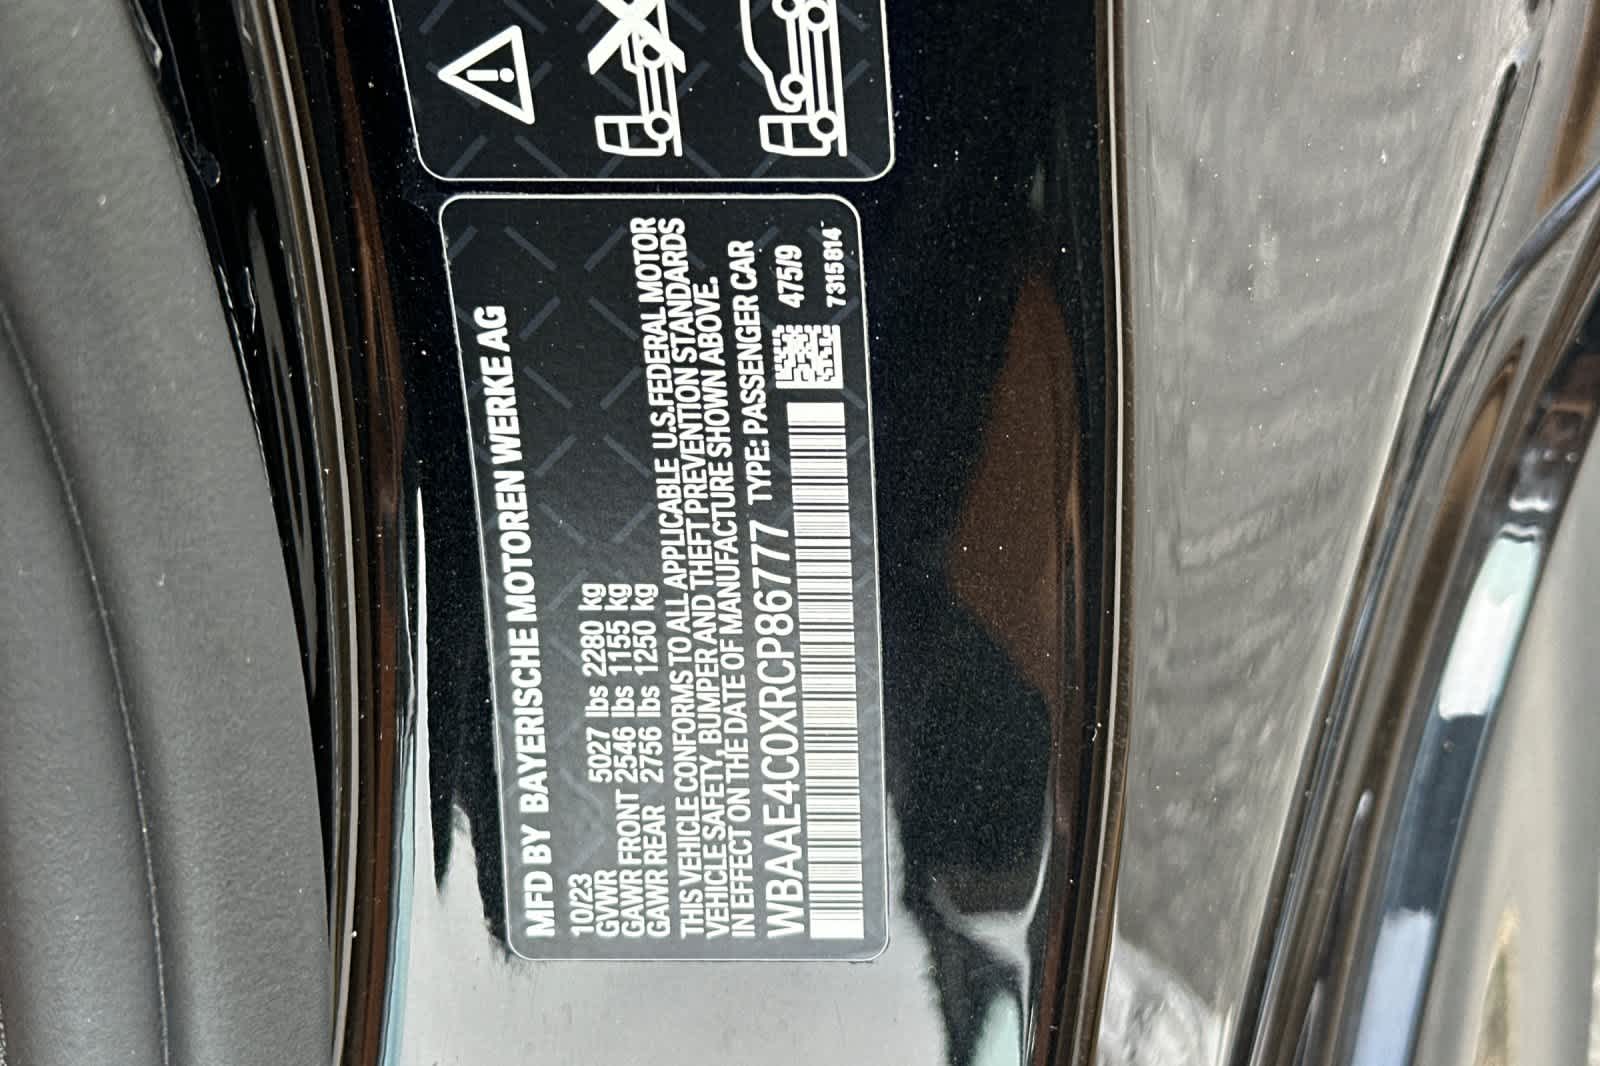 MFD BY BAYERISCHE MOTOREN WERKE AG
10/23
GVWR 5027 lbs 2280 kg
GAWR FRONT 2546 lbs 1155 kg
GAWR REAR 2756 lbs 1250 kg
THIS VEHICLE CONFORMS TO ALL APPLICABLE U.S.FEDERAL MOTOR
VEHICLE SAFETY, BUMPER AND THEFT PREVENTION STANDARDS
IN EFFECT ON THE DATE OF MANUFACTURE SHOWN ABOVE.
WBAAE4C0XRCP86777 TYPE: PASSENGER CAR
475/9
7315814